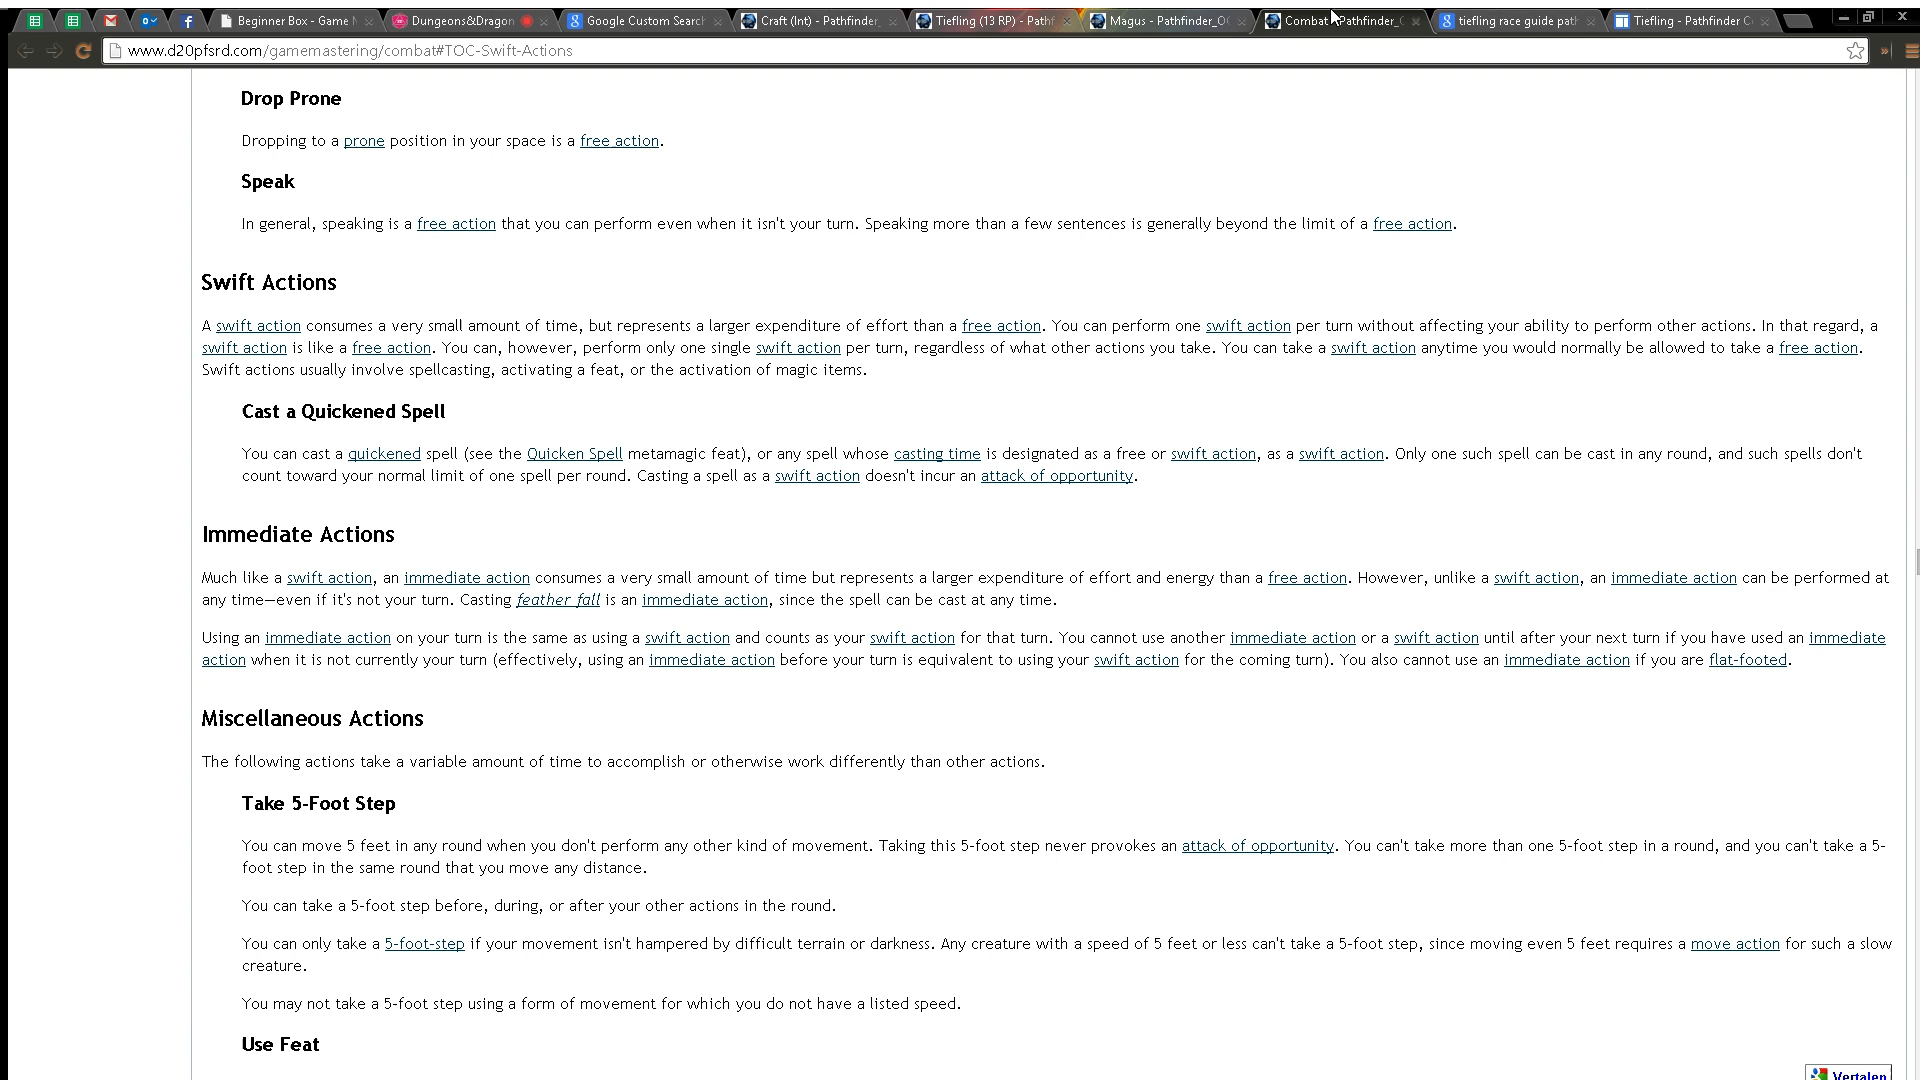 Beginner Box - Game M
Dungeons&Dragon
Google Custom Search
Craft (Int) - Pathfinder_
Tiefling (13 RP) - Pathf
Magus - Pathfinder_O
Combat - Pathfinder_
tiefling race guide path
Tiefling - Pathfinder C
www.d20pfsrd.com/gamemastering/combat#TOC-Swift-Actions
Drop Prone
Dropping to a prone position in your space is a free action.
Speak
In general, speaking is a free action that you can perform even when it isn't your turn. Speaking more than a few sentences is generally beyond the limit of a free action.
Swift Actions
A swift action consumes a very small amount of time, but represents a larger expenditure of effort than a free action. You can perform one swift action per turn without affecting your ability to perform other actions. In that regard, a
swift action is like a free action. You can, however, perform only one single swift action per turn, regardless of what other actions you take. You can take a swift action anytime you would normally be allowed to take a free action.
Swift actions usually involve spellcasting, activating a feat, or the activation of magic items.
Cast a Quickened Spell
You can cast a quickened spell (see the Quicken Spell metamagic feat), or any spell whose casting time is designated as a free or swift action, as a swift action. Only one such spell can be cast in any round, and such spells don't
count toward your normal limit of one spell per round. Casting a spell as a swift action doesn't incur an attack of opportunity.
Immediate Actions
Much like a swift action, an immediate action consumes a very small amount of time but represents a larger expenditure of effort and energy than a free action. However, unlike a swift action, an immediate action can be performed at
any time—even if it's not your turn. Casting feather fall is an immediate action, since the spell can be cast at any time.
Using an immediate action on your turn is the same as using a swift action and counts as your swift action for that turn. You cannot use another immediate action or a swift action until after your next turn if you have used an immediate
action when it is not currently your turn (effectively, using an immediate action before your turn is equivalent to using your swift action for the coming turn). You also cannot use an immediate action if you are flat-footed.
Miscellaneous Actions
The following actions take a variable amount of time to accomplish or otherwise work differently than other actions.
Take 5-Foot Step
You can move 5 feet in any round when you don't perform any other kind of movement. Taking this 5-foot step never provokes an attack of opportunity. You can't take more than one 5-foot step in a round, and you can't take a 5-
foot step in the same round that you move any distance.
You can take a 5-foot step before, during, or after your other actions in the round.
You can only take a 5-foot-step if your movement isn't hampered by difficult terrain or darkness. Any creature with a speed of 5 feet or less can't take a 5-foot step, since moving even 5 feet requires a move action for such a slow
creature.
You may not take a 5-foot step using a form of movement for which you do not have a listed speed.
Use Feat
Vertalen